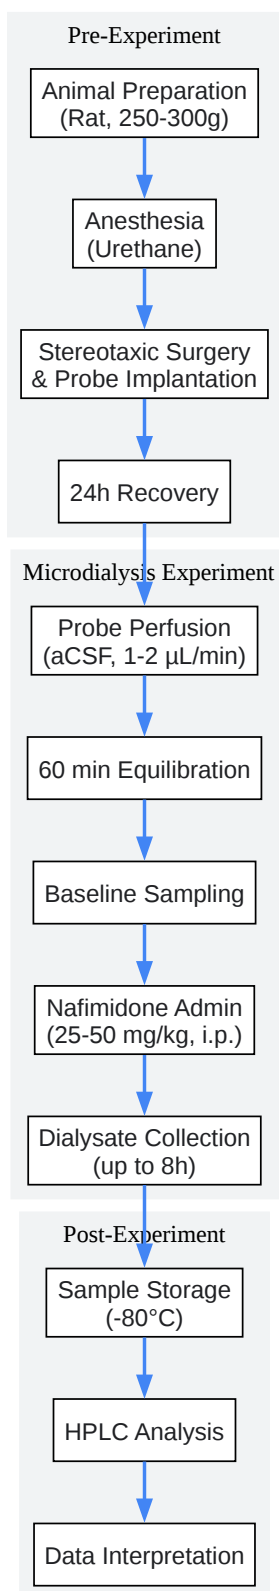 Pre-Experiment
Animal Preparation
(Rat, 250-300g)
Anesthesia
(Urethane)
Stereotaxic Surgery
& Probe Implantation
24h Recovery
Microdialysis Experiment
Probe Perfusion
(aCSF, 1-2 µL/min)
60 min Equilibration
Baseline Sampling
Nafimidone Admin
(25-50 mg/kg, i.p.)
Dialysate Collection
(up to 8h)
Post-Experiment
Sample Storage
(-80°C)
HPLC Analysis
Data Interpretation